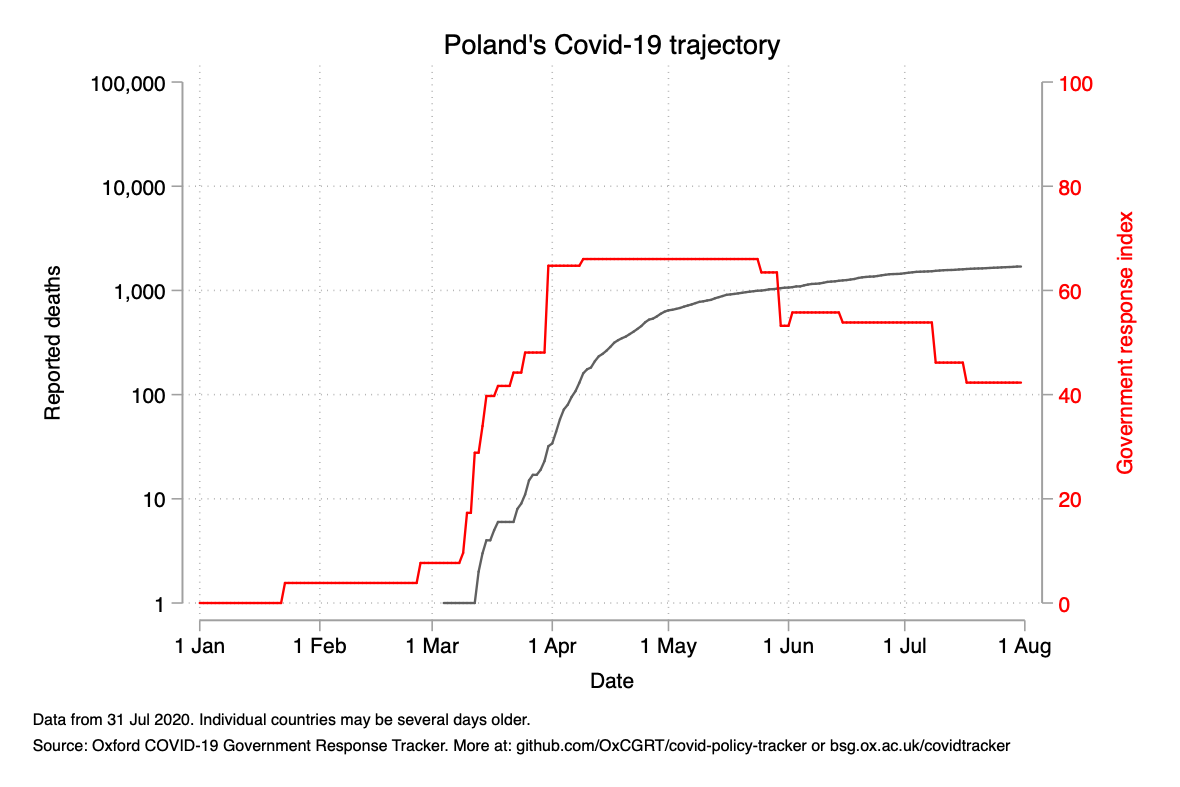 Poland's Covid-19 trajectory
100,000
10,000
1,000
100
10
1
Reported deaths
100
80
60
40
20
0
Government response index
1 Jan
1 Feb
1 Mar
1 Apr
1 May
1 Jun
1 Jul
1 Aug
Date
Data from 31 Jul 2020. Individual countries may be several days older.
Source: Oxford COVID-19 Government Response Tracker. More at: github.com/OxCGRT/covid-policy-tracker or bsg.ox.ac.uk/covidtracker